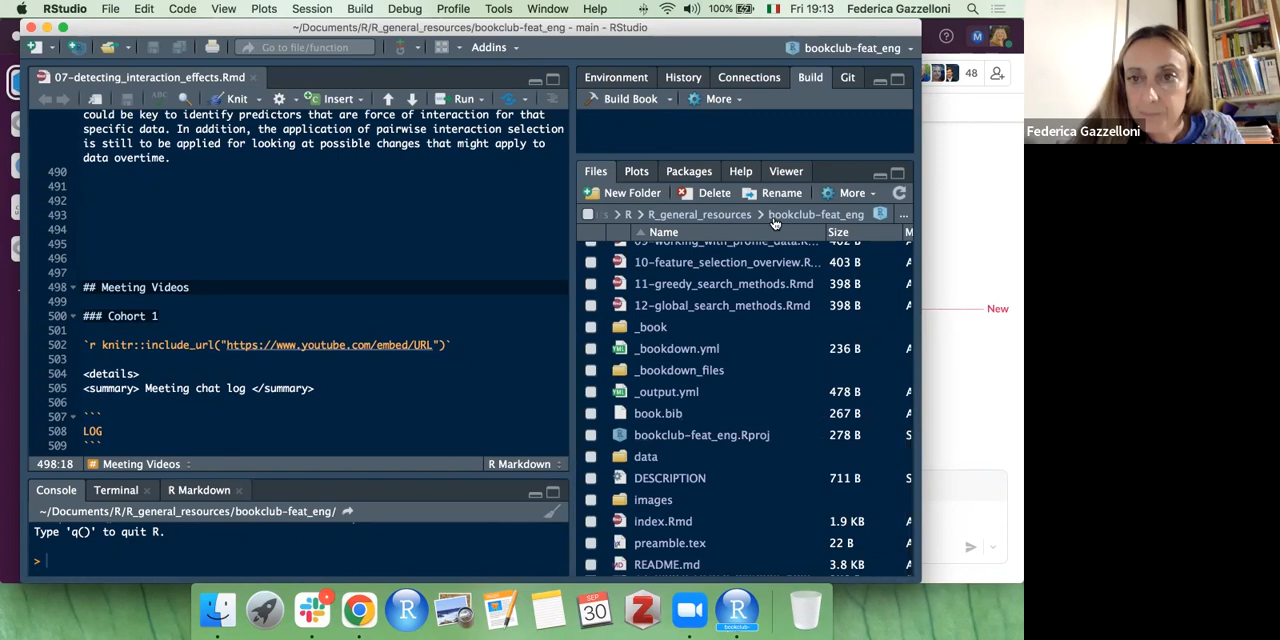 RStudio File Edit Code View Plots Session Build Debug Profile Tools Window Help 100% Fri 19:13 Federica Gazzelloni
~/Documents/R/R_general_resources/bookclub-feat_eng - main - RStudio
Go to file/function Addins bookclub-feat_eng
07-detecting_interaction_effects.Rmd
Knit Insert Run
could be key to identify predictors that are force of interaction for that
specific data. In addition, the application of pairwise interaction selection
is still to be applied for looking at possible changes that might apply to
data overtime.
490
491
492
493
494
495
496
497
498 ## Meeting Videos
499
500 ### Cohort 1
501
502 `r knitr::include_url("https://www.youtube.com/embed/URL")`
503
504 <details>
505 <summary> Meeting chat log </summary>
506
507 ```
508 LOG
509 ```
498:18 # Meeting Videos R Markdown
Console Terminal R Markdown
~/Documents/R/R_general_resources/bookclub-feat_eng/
Type 'q()' to quit R.
>
Environment History Connections Build Git
Build Book More
Files Plots Packages Help Viewer
New Folder Delete Rename More
R R_general_resources bookclub-feat_eng ...
Name Size M
09-working_with_profile_data.R... 402 B A
10-feature_selection_overview.R... 403 B A
11-greedy_search_methods.Rmd 398 B A
12-global_search_methods.Rmd 398 B A
_book
_bookdown.yml 236 B A
_bookdown_files
_output.yml 478 B A
book.bib 267 B A
bookclub-feat_eng.Rproj 278 B S
data
DESCRIPTION 711 B S
images
index.Rmd 1.9 KB A
preamble.tex 22 B A
README.md 3.8 KB A
M
48
New
Federica Gazzelloni
SEP
30
Z
R
R
bookclub-